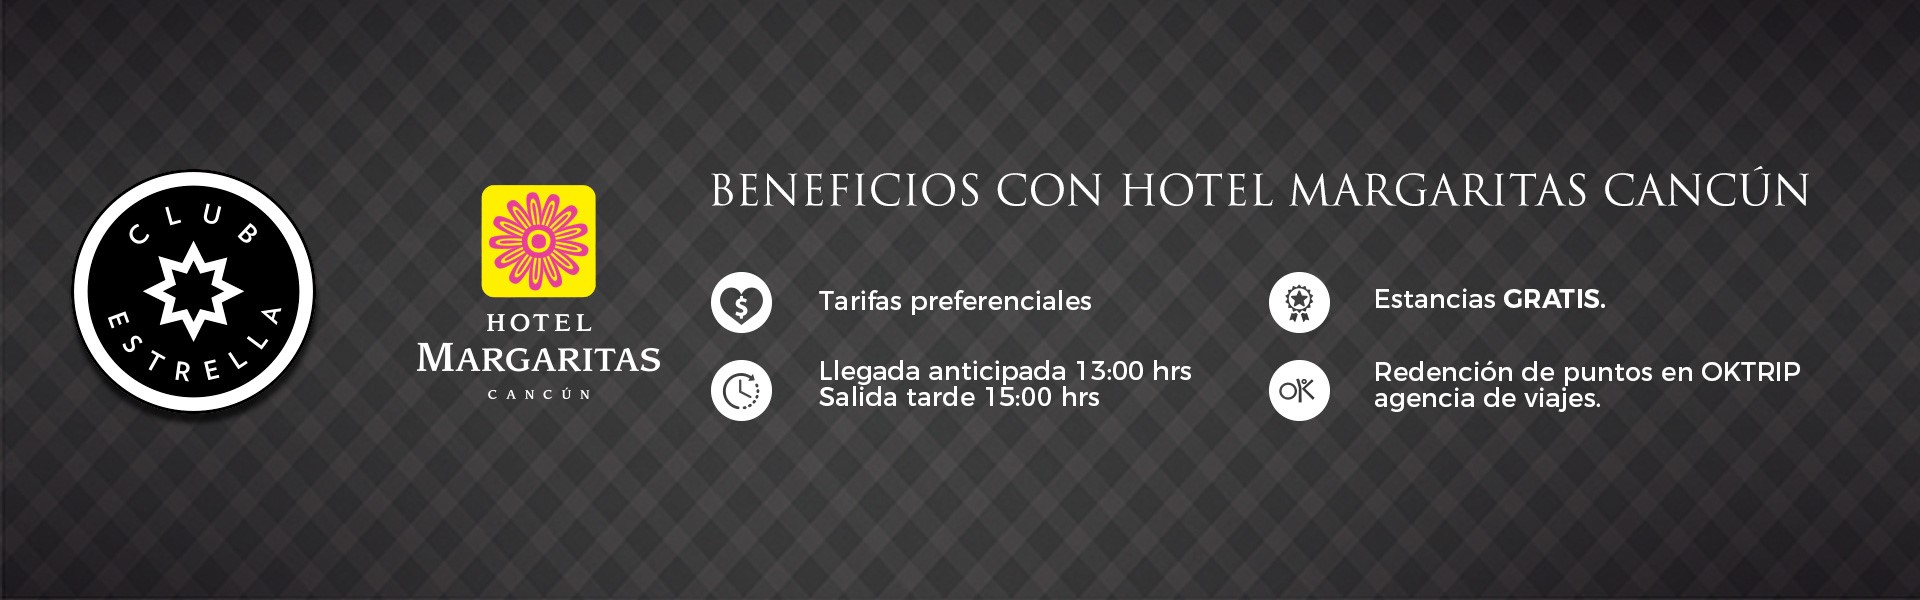 CLUB
ESTRELLA
HOTEL
MARGARITAS
CANCÚN
BENEFICIOS CON HOTEL MARGARITAS CANCÚN
$
Tarifas preferenciales
Llegada anticipada 13:00 hrs
Salida tarde 15:00 hrs
Estancias GRATIS.
OK
Redención de puntos en OKTRIP
agencia de viajes.